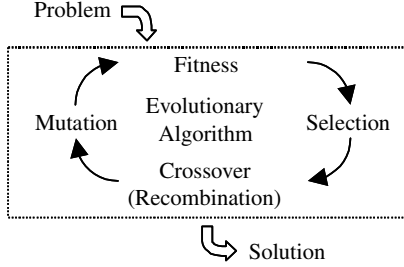 Problem
Fitness
Mutation
Evolutionary
Algorithm
Selection
Crossover
(Recombination)
Solution